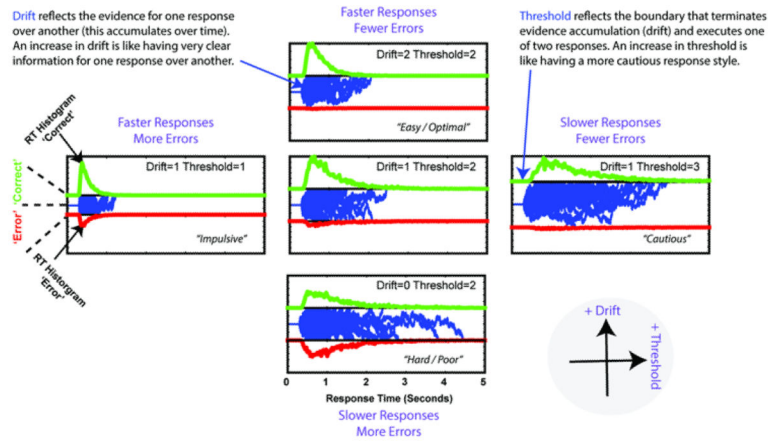 Drift reflects the evidence for one response
over another (this accumulates over time).
An increase in drift is like having very clear
information for one response over another.
Faster Responses
Fewer Errors
Threshold reflects the boundary that terminates
evidence accumulation (drift) and executes one
of two responses. An increase in threshold is
like having a more cautious response style.
Drift=2 Threshold=2
"Easy / Optimal"
RT Histogram
'Correct'
Faster Responses
More Errors
Slower Responses
Fewer Errors
Drift=1 Threshold=1
Drift=1 Threshold=2
Drift=1 Threshold=3
'Correct'
'Error'
"Impulsive"
"Cautious"
RT Historgram
'Error'
Drift=0 Threshold=2
"Hard / Poor"
+ Drift
+ Threshold
0 1 2 3 4 5
Response Time (Seconds)
Slower Responses
More Errors